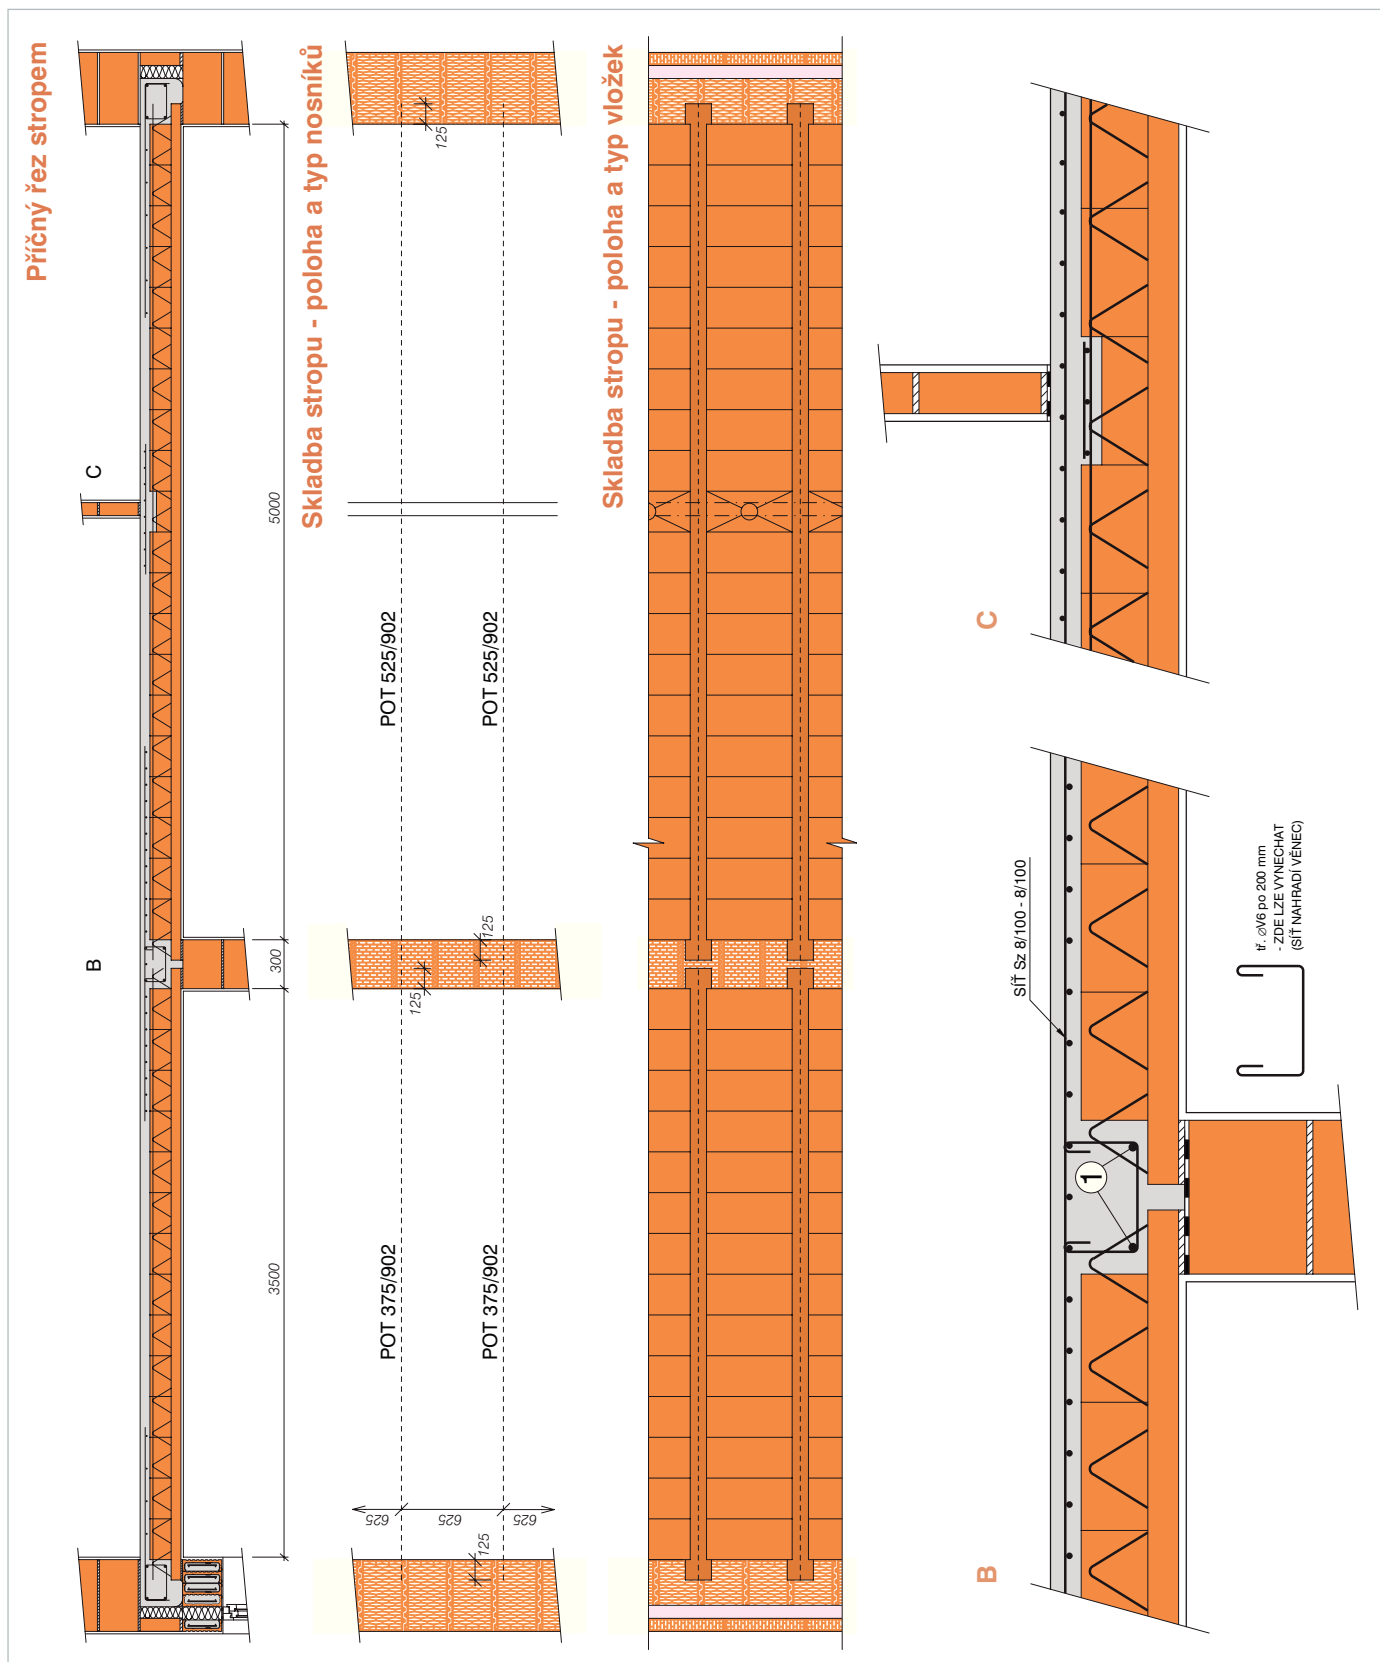 Příčný řez stropem
B
C
3500
300
5000
Skladba stropu - poloha a typ nosníků
POT 375/902
POT 525/902
POT 375/902
POT 525/902
625
625
625
125
125
125
125
Skladba stropu - poloha a typ vložek
B
C
SÍŤ Sz 8/100 - 8/100
1
tř. ⌀V6 po 200 mm
- ZDE LZE VYNECHAT
(SÍŤ NAHRADÍ VĚNEC)